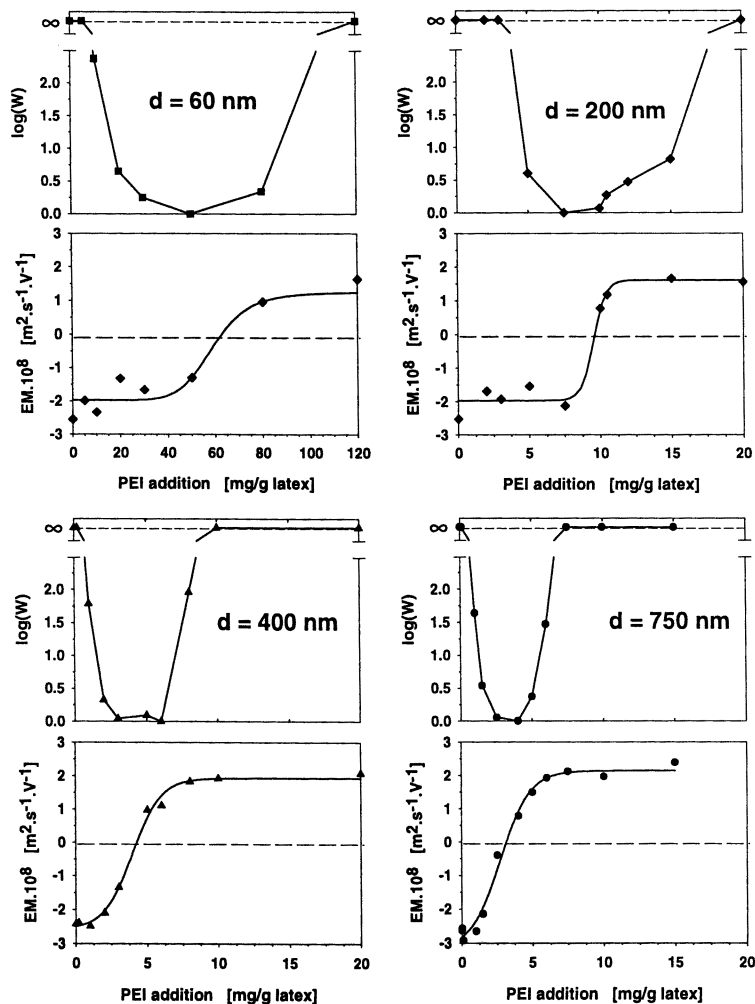 ∞
2.0
1.5
1.0
0.5
0.0
log(W)
d = 60 nm
3
2
1
0
-1
-2
-3
EM.10⁸ [m².s⁻¹.V⁻¹]
0 20 40 60 80 100 120
PEI addition [mg/g latex]
∞
2.0
1.5
1.0
0.5
0.0
log(W)
d = 200 nm
3
2
1
0
-1
-2
-3
EM.10⁸ [m².s⁻¹.V⁻¹]
0 5 10 15 20
PEI addition [mg/g latex]
∞
2.0
1.5
1.0
0.5
0.0
log(W)
d = 400 nm
3
2
1
0
-1
-2
-3
EM.10⁸ [m².s⁻¹.V⁻¹]
0 5 10 15 20
PEI addition [mg/g latex]
∞
2.0
1.5
1.0
0.5
0.0
log(W)
d = 750 nm
3
2
1
0
-1
-2
-3
EM.10⁸ [m².s⁻¹.V⁻¹]
0 5 10 15 20
PEI addition [mg/g latex]